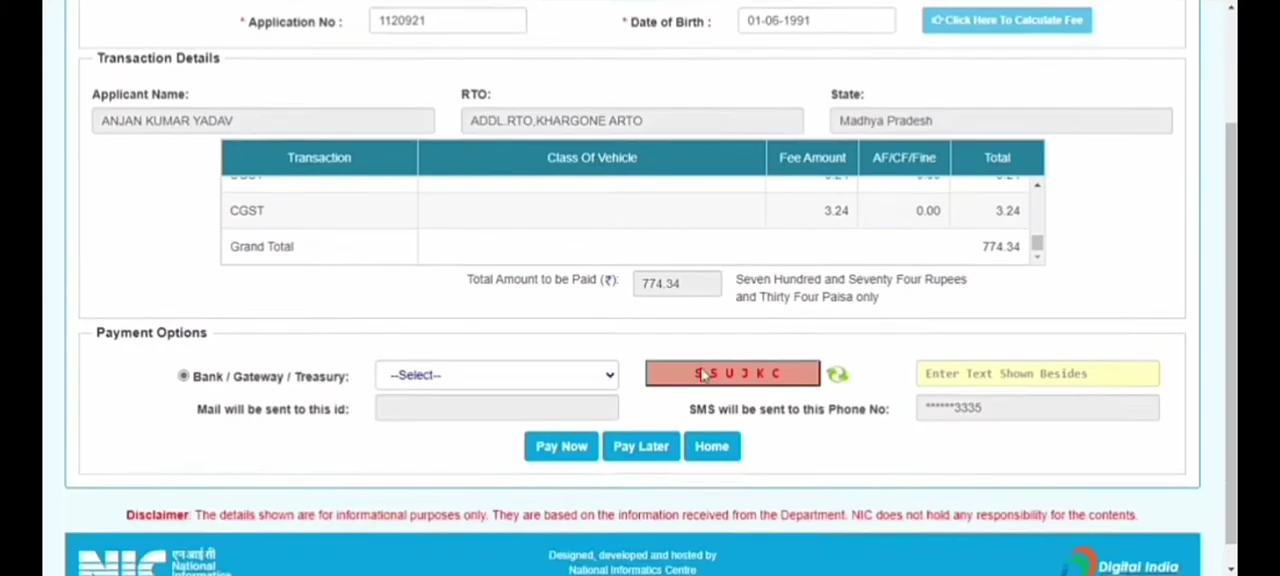 * Application No : 1120921 * Date of Birth : 01-06-1991 Click Here To Calculate Fee
Transaction Details
Applicant Name: RTO: State:
ANJAN KUMAR YADAV ADDL.RTO,KHARGONE ARTO Madhya Pradesh
Transaction Class Of Vehicle Fee Amount AF/CF/Fine Total
CGST 3.24 0.00 3.24
Grand Total 774.34
Total Amount to be Paid (₹): 774.34 Seven Hundred and Seventy Four Rupees
and Thirty Four Paisa only
Payment Options
Bank / Gateway / Treasury: --Select-- S S U J K C Enter Text Shown Besides
Mail will be sent to this id: SMS will be sent to this Phone No: ******3335
Pay Now Pay Later Home
Disclaimer: The details shown are for informational purposes only. They are based on the information received from the Department. NIC does not hold any responsibility for the contents.
NIC एन आई सी National Designed, developed and hosted by
National Informatics Centre Digital India